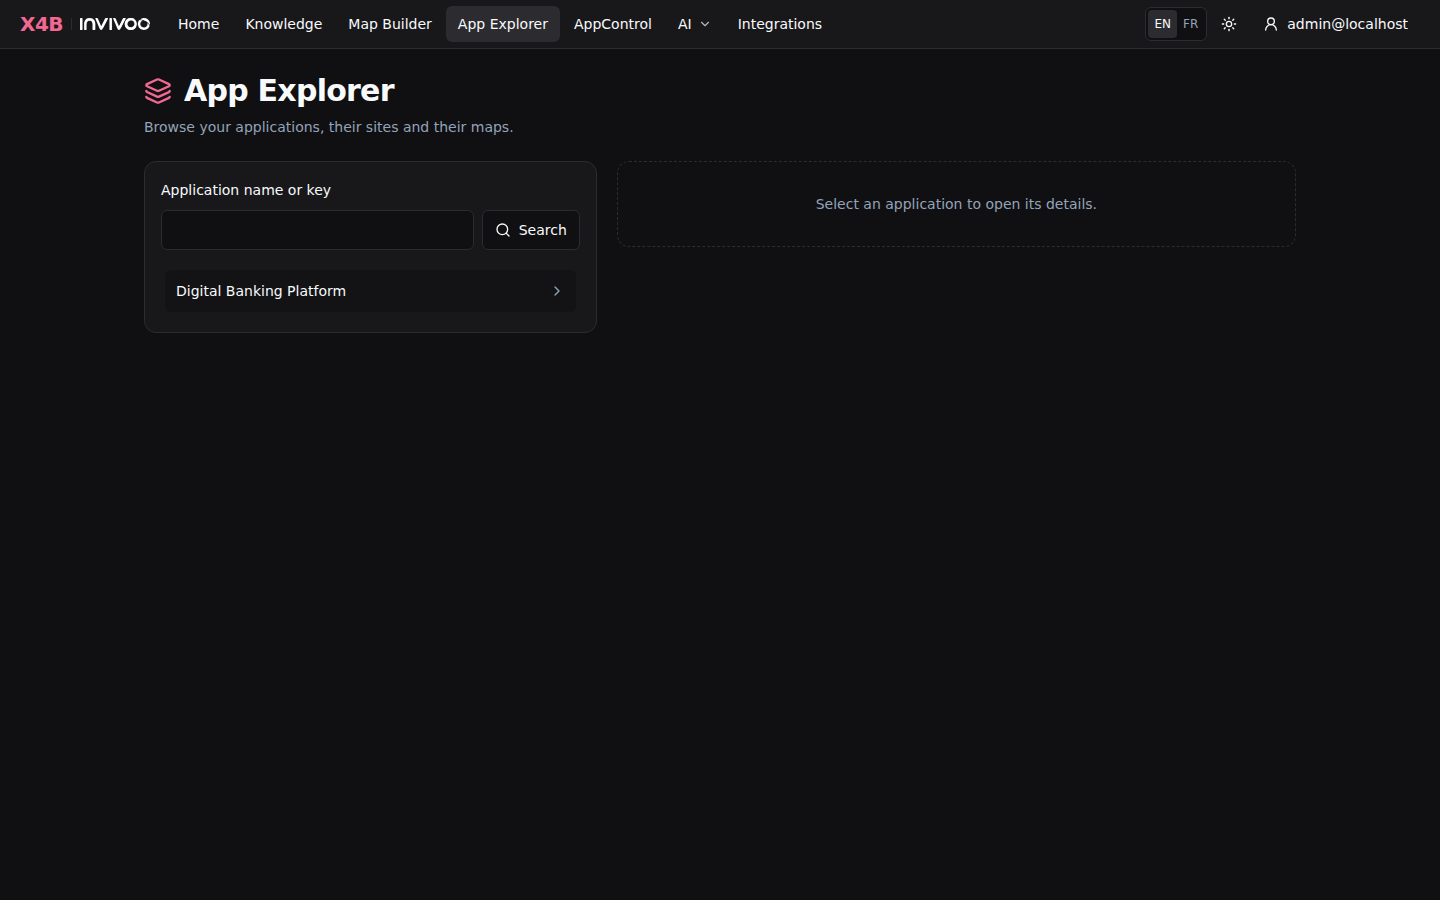 X4B INVIVOO Home Knowledge Map Builder App Explorer AppControl AI Integrations EN FR admin@localhost
App Explorer
Browse your applications, their sites and their maps.
Application name or key
Search
Digital Banking Platform
Select an application to open its details.